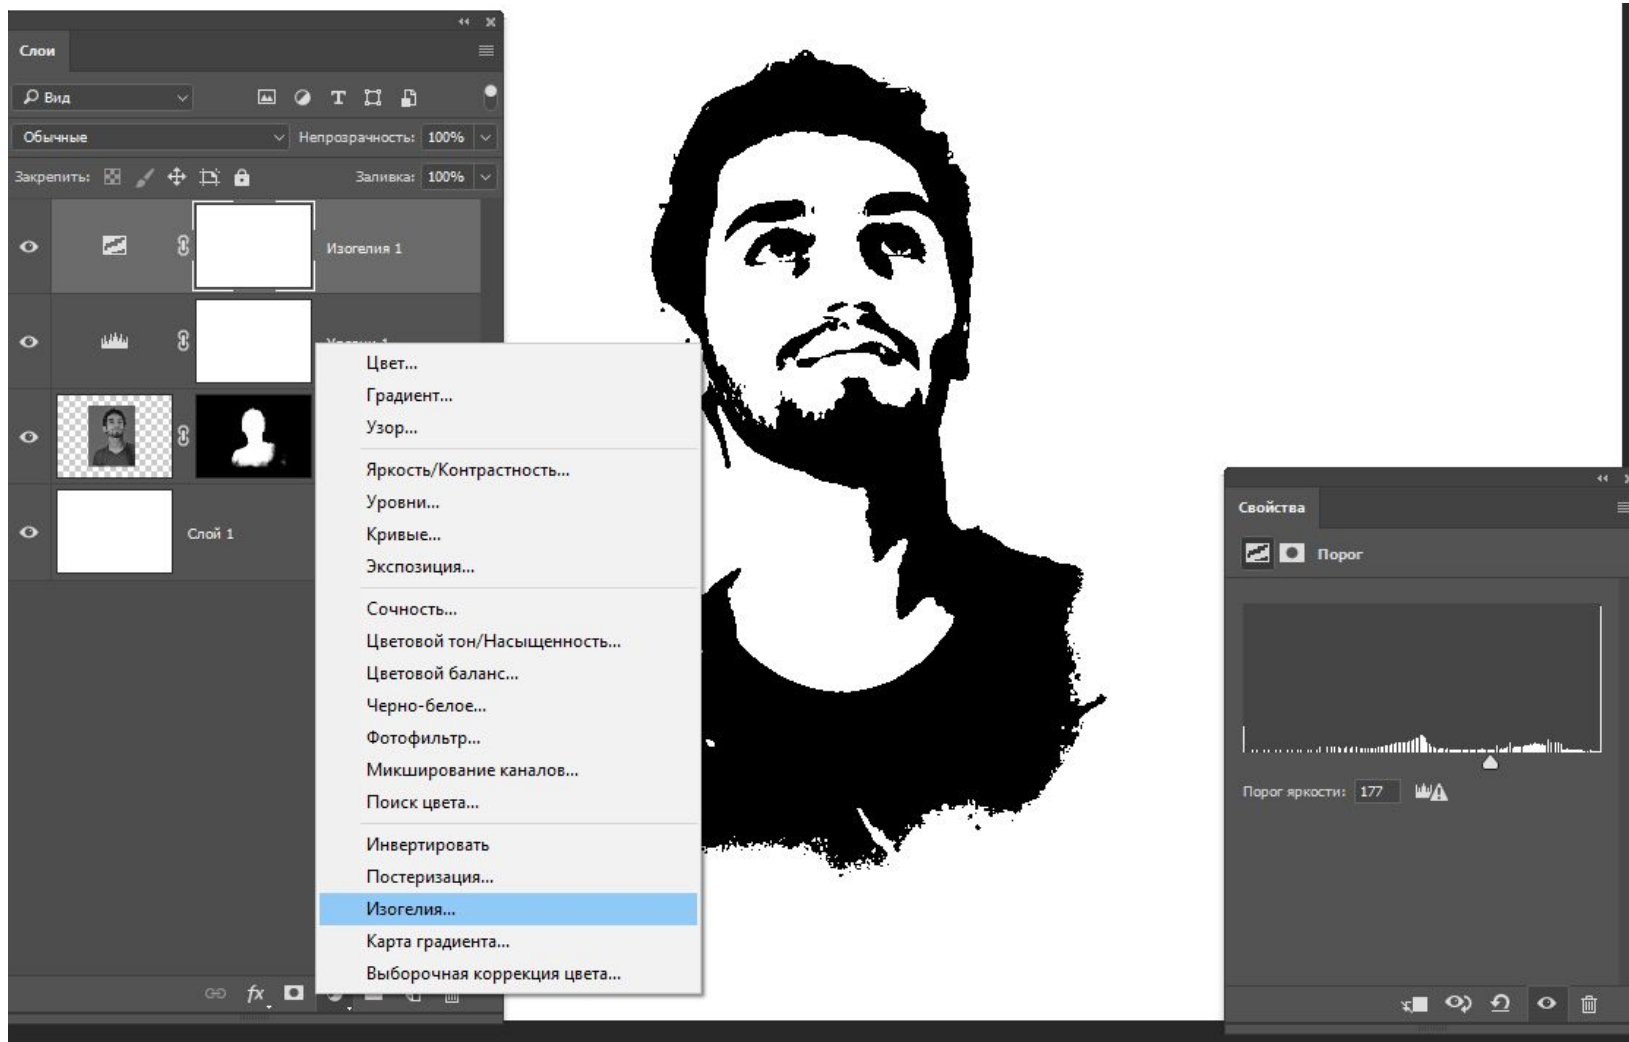 Слои
Вид
Обычные
Непрозрачность: 100%
Закрепить:
Заливка: 100%
Изогелия 1
Слой 1
Цвет...
Градиент...
Узор...
Яркость/Контрастность...
Уровни...
Кривые...
Экспозиция...
Сочность...
Цветовой тон/Насыщенность...
Цветовой баланс...
Черно-белое...
Фотофильтр...
Микширование каналов...
Поиск цвета...
Инвертировать
Постеризация...
Изогелия...
Карта градиента...
Выборочная коррекция цвета...
fx
Свойства
Порог
Порог яркости: 177